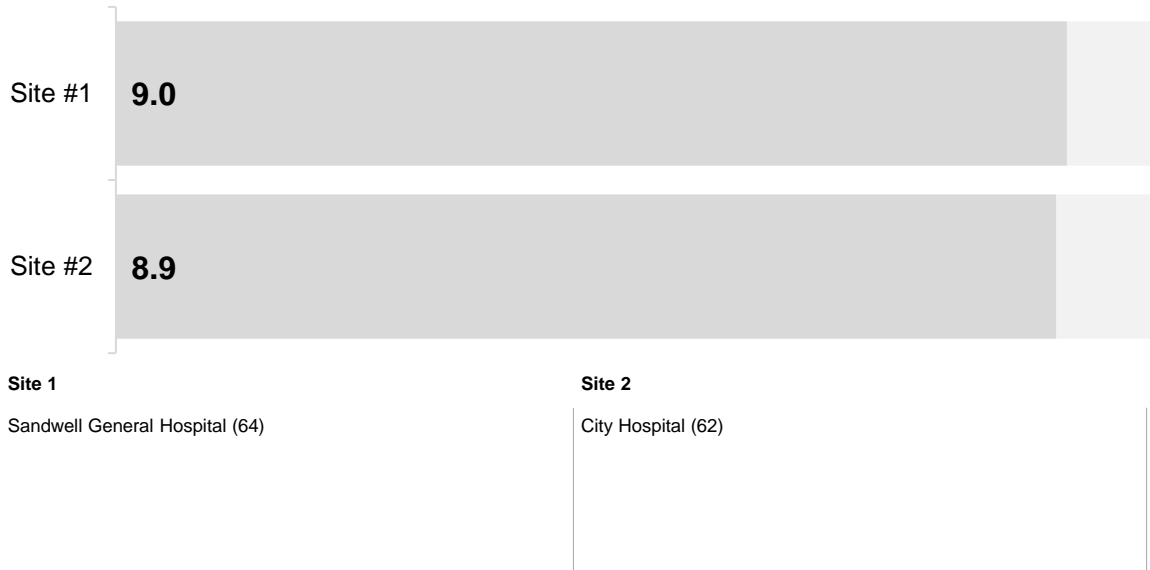 Site #1
9.0
Site #2
8.9
Site 1
Site 2
Sandwell General Hospital (64)
City Hospital (62)